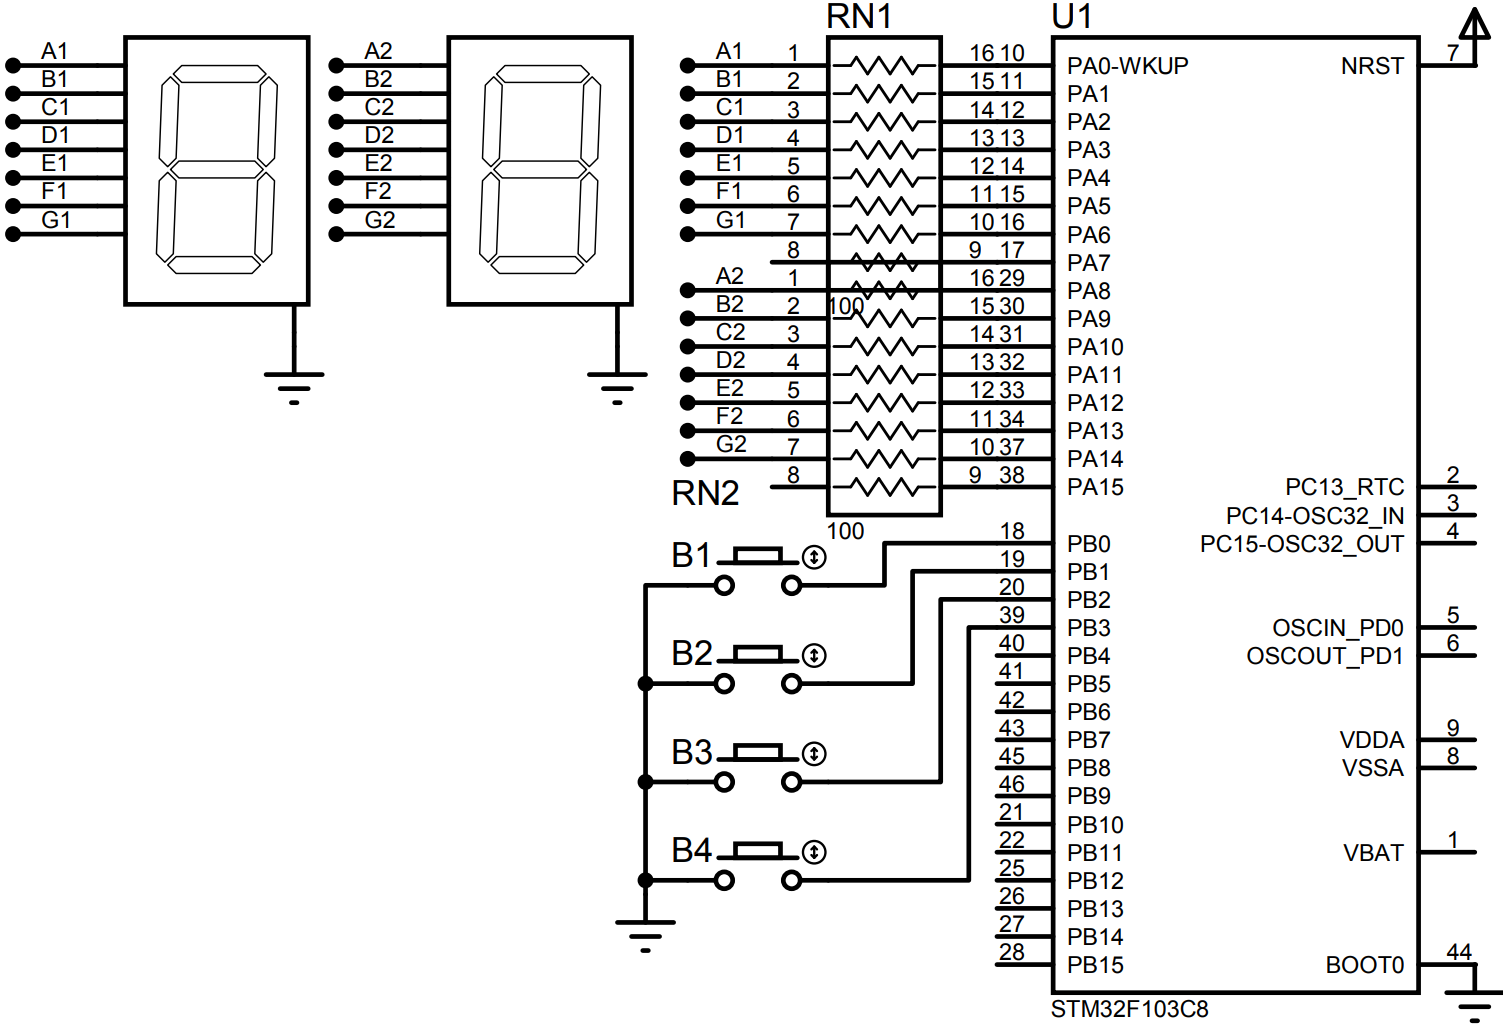 RN1 U1
A1 A2 A1 1 16 10 PA0-WKUP NRST 7
B1 B2 B1 2 15 11 PA1
C1 C2 C1 3 14 12 PA2
D1 D2 D1 4 13 13 PA3
E1 E2 E1 5 12 14 PA4
F1 F2 F1 6 11 15 PA5
G1 G2 G1 7 10 16 PA6
8 9 17 PA7
A2 1 16 29 PA8
B2 2 100 15 30 PA9
C2 3 14 31 PA10
D2 4 13 32 PA11
E2 5 12 33 PA12
F2 6 11 34 PA13
G2 7 10 37 PA14
RN2 8 9 38 PA15 PC13_RTC 2
PC14-OSC32_IN 3
100 18 PB0 PC15-OSC32_OUT 4
B1 19 PB1
20 PB2
39 PB3 OSCIN_PD0 5
B2 40 PB4 OSCOUT_PD1 6
41 PB5
42 PB6
B3 43 PB7 VDDA 9
45 PB8 VSSA 8
46 PB9
21 PB10
B4 22 PB11 VBAT 1
25 PB12
26 PB13
27 PB14
28 PB15 BOOT0 44
STM32F103C8